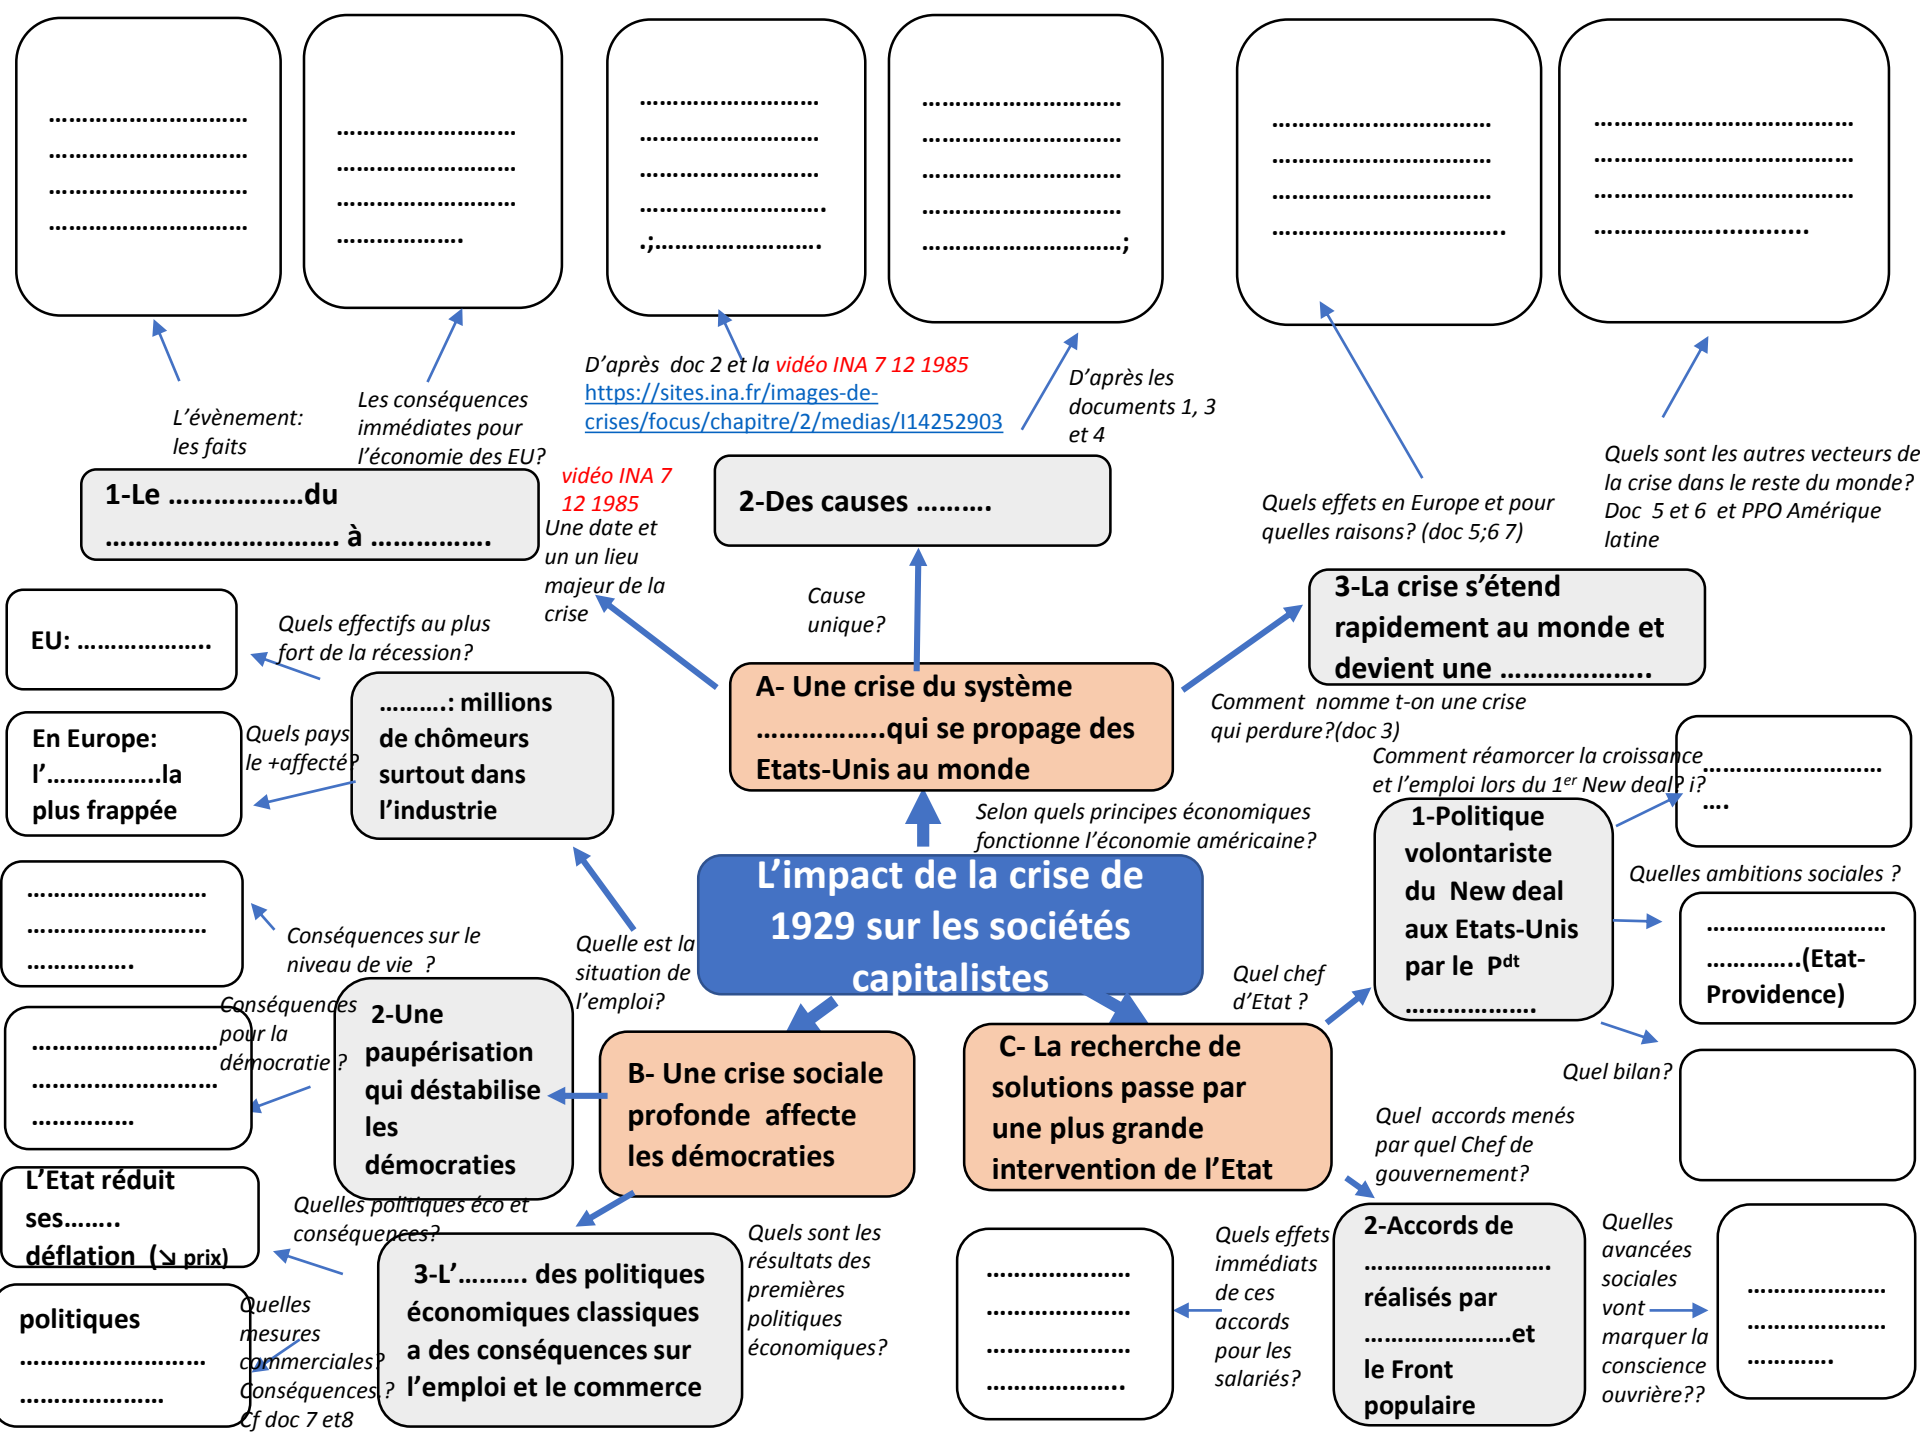 …………………………
…………………………
…………………………
…………………………
………………………
………………………
………………………
……………….
………………………
………………………
………………………
……………………….
.;…………………….
…………………………
…………………………
…………………………
…………………………
…………………………;
……………………………
……………………………
……………………………
……………………………..
…………………………………
…………………………………
…………………………………
………………..............
L’évènement:
les faits
Les conséquences
immédiates pour
l’économie des EU?
D’après  doc 2 et la vidéo INA 7 12 1985
https://sites.ina.fr/images-de-
crises/focus/chapitre/2/medias/I14252903
D’après les
documents 1, 3
et 4
Quels effets en Europe et pour
quelles raisons? (doc 5;6 7)
Quels sont les autres vecteurs de
la crise dans le reste du monde?
Doc  5 et 6  et PPO Amérique
latine
1-Le ………………..du
……………………………. à ……………..
vidéo INA 7
12 1985
Une date et
un un lieu
majeur de la
crise
2-Des causes ……….
Cause
unique?
3-La crise s’étend
rapidement au monde et
devient une …………………..
Comment  nomme t-on une crise
qui perdure?(doc 3)
A- Une crise du système
……………..qui se propage des
Etats-Unis au monde
Selon quels principes économiques
fonctionne l’économie américaine?
L’impact de la crise de
1929 sur les sociétés
capitalistes
EU: ………………..
Quels effectifs au plus
fort de la récession?
……….: millions
de chômeurs
surtout dans
l’industrie
En Europe:
l’……………..la
plus frappée
Quels pays
le +affecté?
Quelle est la
situation de
l’emploi?
………………………
………………………
…………….
Conséquences sur le
niveau de vie  ?
………………………
………………………
……………
Conséquences
pour la
démocratie ?
2-Une
paupérisation
qui déstabilise
les
démocraties
B- Une crise sociale
profonde  affecte
les démocraties
L’Etat réduit
ses……..
déflation  (↘ prix)
Quelles politiques éco et
conséquences?
3-L’………. des politiques
économiques classiques
a des conséquences sur
l’emploi et le commerce
Quels sont les
résultats des
premières
politiques
économiques?
politiques
………………………
…………………
Quelles
mesures
commerciales?
Conséquences.?
Cf doc 7 et8
C- La recherche de
solutions passe par
une plus grande
intervention de l’Etat
Quel chef
d’Etat ?
1-Politique
volontariste
du  New deal
aux Etats-Unis
par le  Pdt
……………….
Comment réamorcer la croissance
et l’emploi lors du 1er New deal? i?
………………………
….
Quelles ambitions sociales ?
………………………
…………..(Etat-
Providence)
Quel bilan?
Quel  accords menés
par quel Chef de
gouvernement?
2-Accords de
……………………….
réalisés par
………………….et
le Front
populaire
Quels effets
immédiats
de ces
accords
pour les
salariés?
…………………
…………………
…………………
………………..
Quelles
avancées
sociales
vont
marquer la
conscience
ouvrière??
…………………
…………………
………….